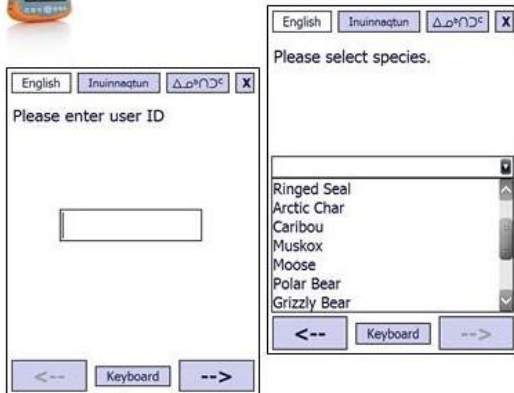 English Inuinnaqtun ᐃᓄᒃᑎᑐᑦ X
Please enter user ID
<-- Keyboard -->
English Inuinnaqtun ᐃᓄᒃᑎᑐᑦ X
Please select species.
Ringed Seal
Arctic Char
Caribou
Muskox
Moose
Polar Bear
Grizzly Bear
<-- Keyboard -->